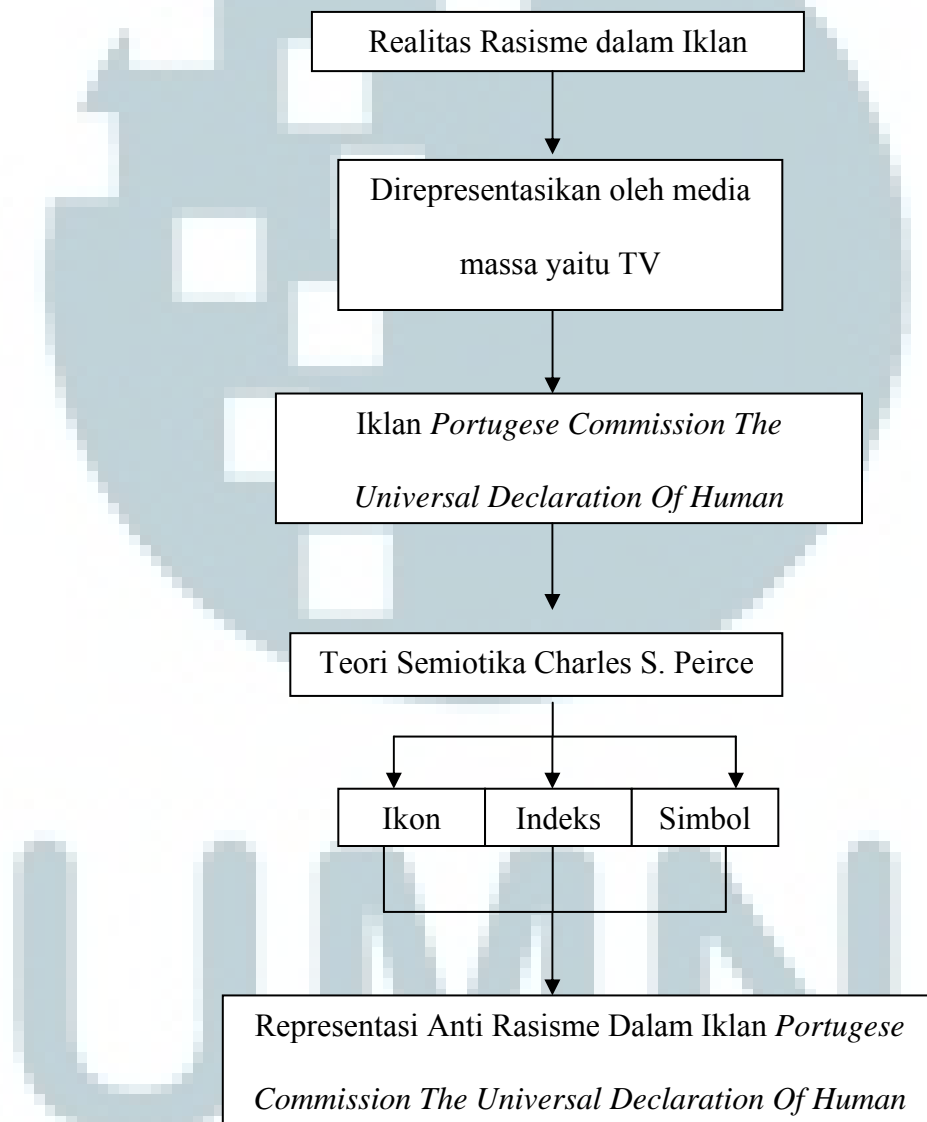 Realitas Rasisme dalam Iklan
Direpresentasikan oleh media
massa yaitu TV
Iklan Portugese Commission The
Universal Declaration Of Human
Teori Semiotika Charles S. Peirce
Ikon Indeks Simbol
UMN
Representasi Anti Rasisme Dalam Iklan Portugese
Commission The Universal Declaration Of Human